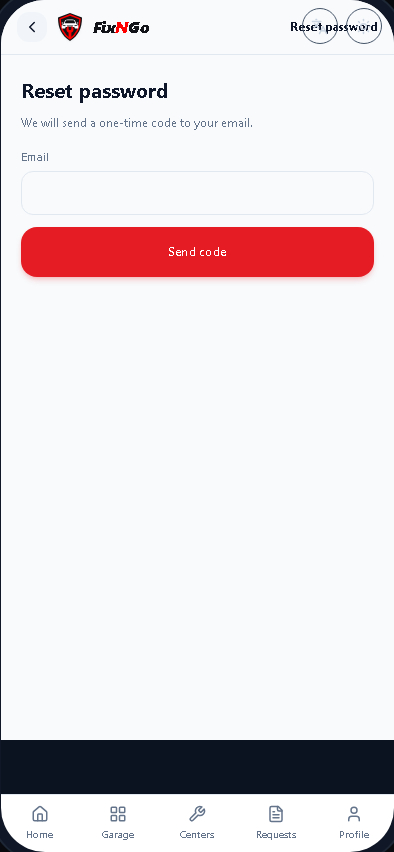 FixNGo
Reset password
Reset password
We will send a one-time code to your email.
Email
Send code
Home
Garage
Centers
Requests
Profile